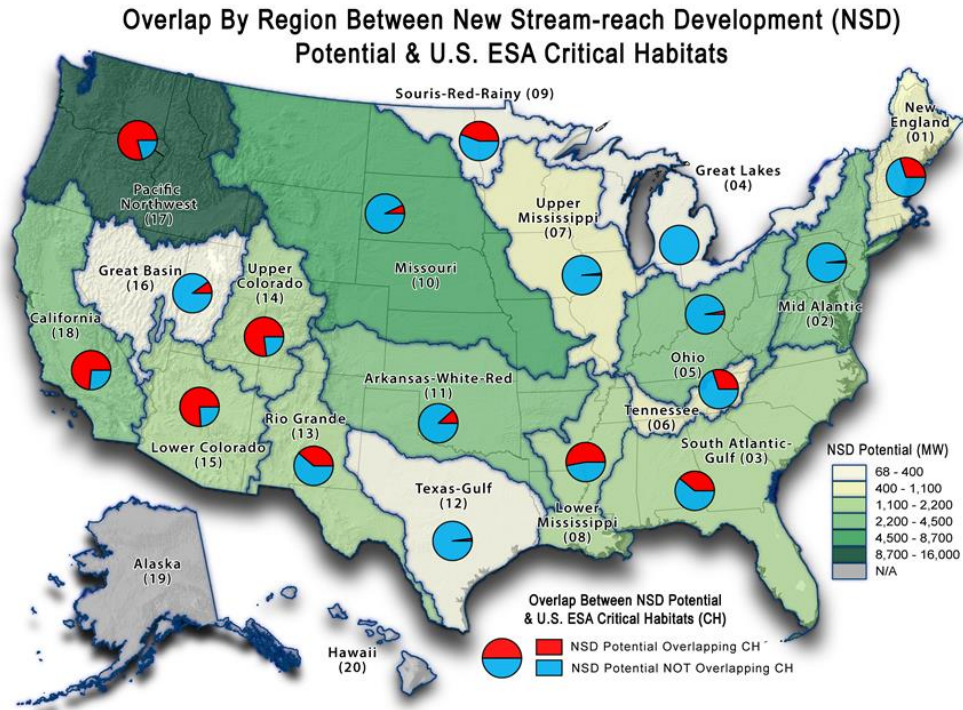 Overlap By Region Between New Stream-reach Development (NSD)
Potential & U.S. ESA Critical Habitats
Souris-Red-Rainy (09)
New
England
(01)
Great Lakes
(04)
Pacific
Northwest
(17)
Upper
Mississippi
(07)
Great Basin
(16)
Upper
Colorado
(14)
Missouri
(10)
California
(18)
Mid Alantic
(02)
Ohio
(05)
Arkansas-White-Red
(11)
Tennessee
(06)
Rio Grande
(13)
Lower Colorado
(15)
South Atlantic-
Gulf (03)
Texas-Gulf
(12)
Lower
Mississippi
(08)
Alaska
(19)
Hawaii
(20)
NSD Potential (MW)
68 - 400
400 - 1,100
1,100 - 2,200
2,200 - 4,500
4,500 - 8,700
8,700 - 16,000
N/A
Overlap Between NSD Potential
& U.S. ESA Critical Habitats (CH)
NSD Potential Overlapping CH
NSD Potential NOT Overlapping CH